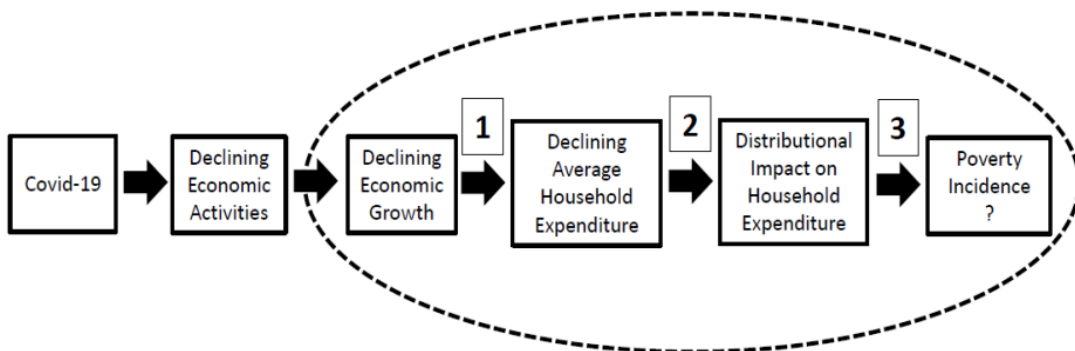 Covid-19
Declining
Economic
Activities
Declining
Economic
Growth
1
Declining
Average
Household
Expenditure
2
Distributional
Impact on
Household
Expenditure
3
Poverty
Incidence
?